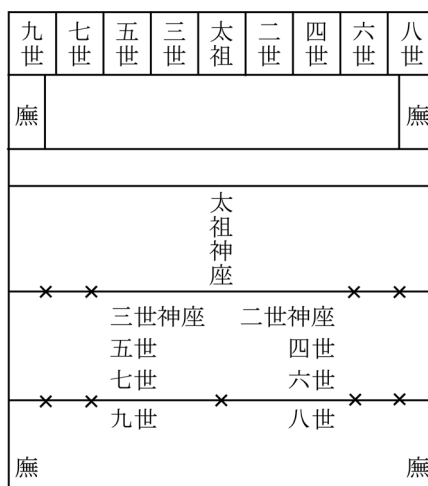 九世 七世 五世 三世 太祖 二世 四世 六世 八世
廡 廡
太祖神座
三世神座 二世神座
五世 四世
七世 六世
九世 八世
廡 廡